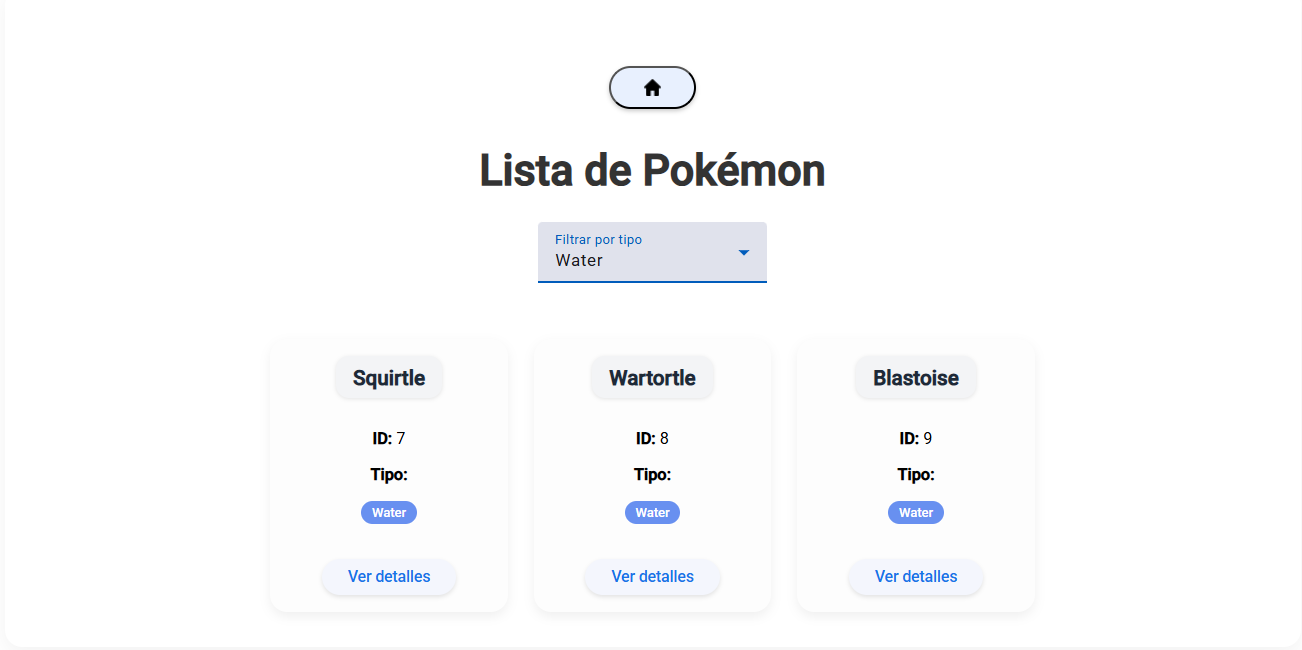 Lista de Pokémon
Filtrar por tipo
Water
Squirtle
ID: 7
Tipo:
Water
Ver detalles
Wartortle
ID: 8
Tipo:
Water
Ver detalles
Blastoise
ID: 9
Tipo:
Water
Ver detalles